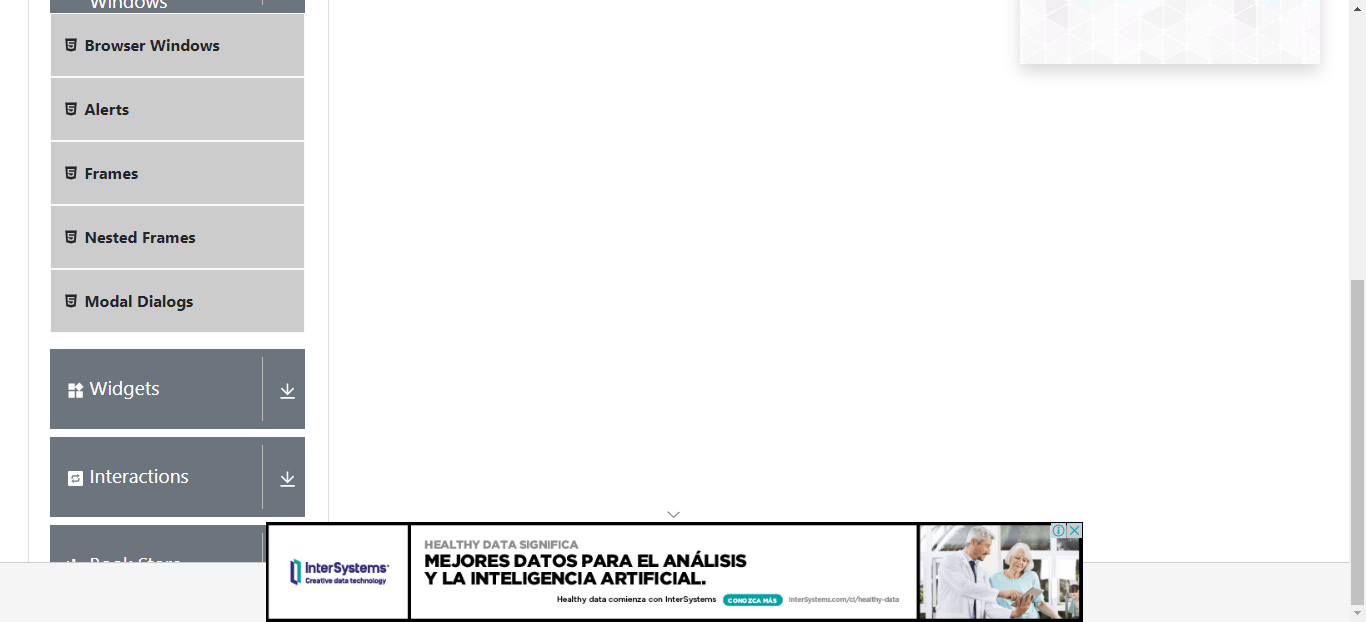 Windows
Browser Windows
Alerts
Frames
Nested Frames
Modal Dialogs
Widgets
Interactions
Book Store
InterSystems
Creative data technology
HEALTHY DATA SIGNIFICA
MEJORES DATOS PARA EL ANÁLISIS
Y LA INTELIGENCIA ARTIFICIAL.
Healthy data comienza con InterSystems CONOZCA MÁS InterSystems.com/cl/healthy-data